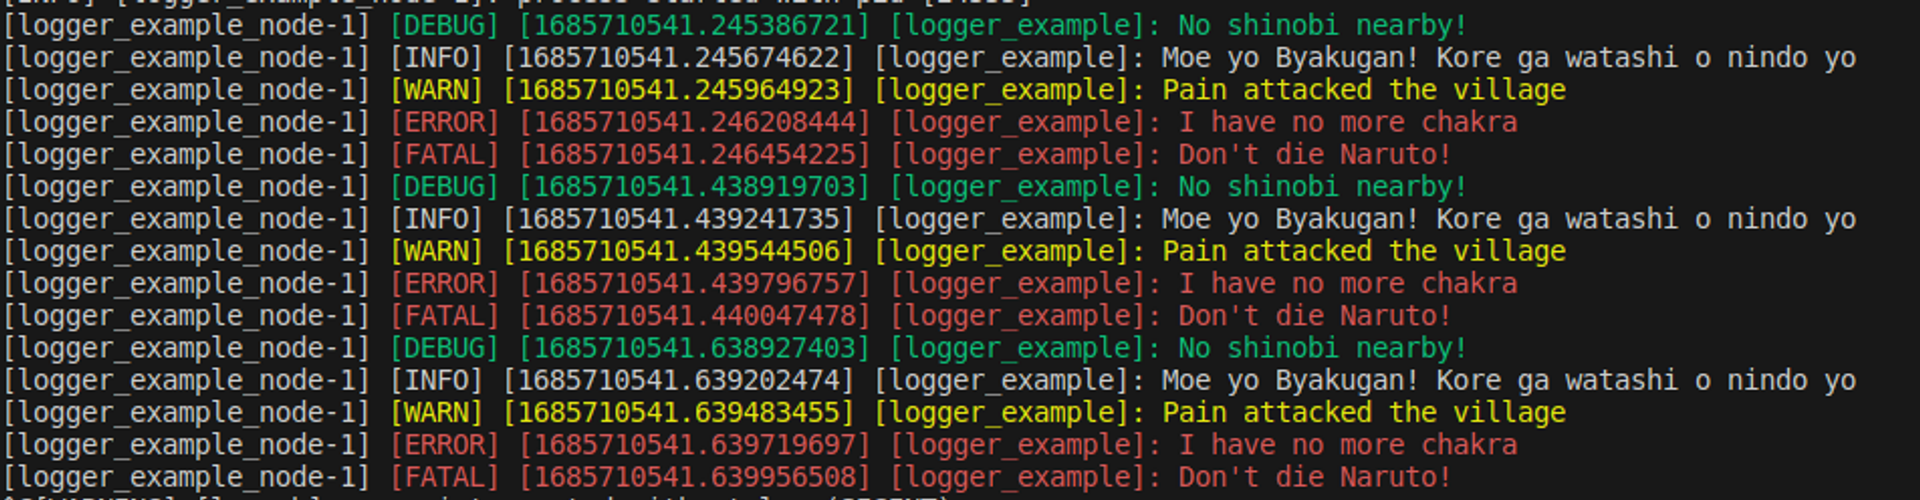 [logger_example_node-1] [DEBUG] [1685710541.245386721] [logger_example]: No shinobi nearby!
[logger_example_node-1] [INFO] [1685710541.245674622] [logger_example]: Moe yo Byakugan! Kore ga watashi o nindo yo
[logger_example_node-1] [WARN] [1685710541.245964923] [logger_example]: Pain attacked the village
[logger_example_node-1] [ERROR] [1685710541.246208444] [logger_example]: I have no more chakra
[logger_example_node-1] [FATAL] [1685710541.246454225] [logger_example]: Don't die Naruto!
[logger_example_node-1] [DEBUG] [1685710541.438919703] [logger_example]: No shinobi nearby!
[logger_example_node-1] [INFO] [1685710541.439241735] [logger_example]: Moe yo Byakugan! Kore ga watashi o nindo yo
[logger_example_node-1] [WARN] [1685710541.439544506] [logger_example]: Pain attacked the village
[logger_example_node-1] [ERROR] [1685710541.439796757] [logger_example]: I have no more chakra
[logger_example_node-1] [FATAL] [1685710541.440047478] [logger_example]: Don't die Naruto!
[logger_example_node-1] [DEBUG] [1685710541.638927403] [logger_example]: No shinobi nearby!
[logger_example_node-1] [INFO] [1685710541.639202474] [logger_example]: Moe yo Byakugan! Kore ga watashi o nindo yo
[logger_example_node-1] [WARN] [1685710541.639483455] [logger_example]: Pain attacked the village
[logger_example_node-1] [ERROR] [1685710541.639719697] [logger_example]: I have no more chakra
[logger_example_node-1] [FATAL] [1685710541.639956508] [logger_example]: Don't die Naruto!